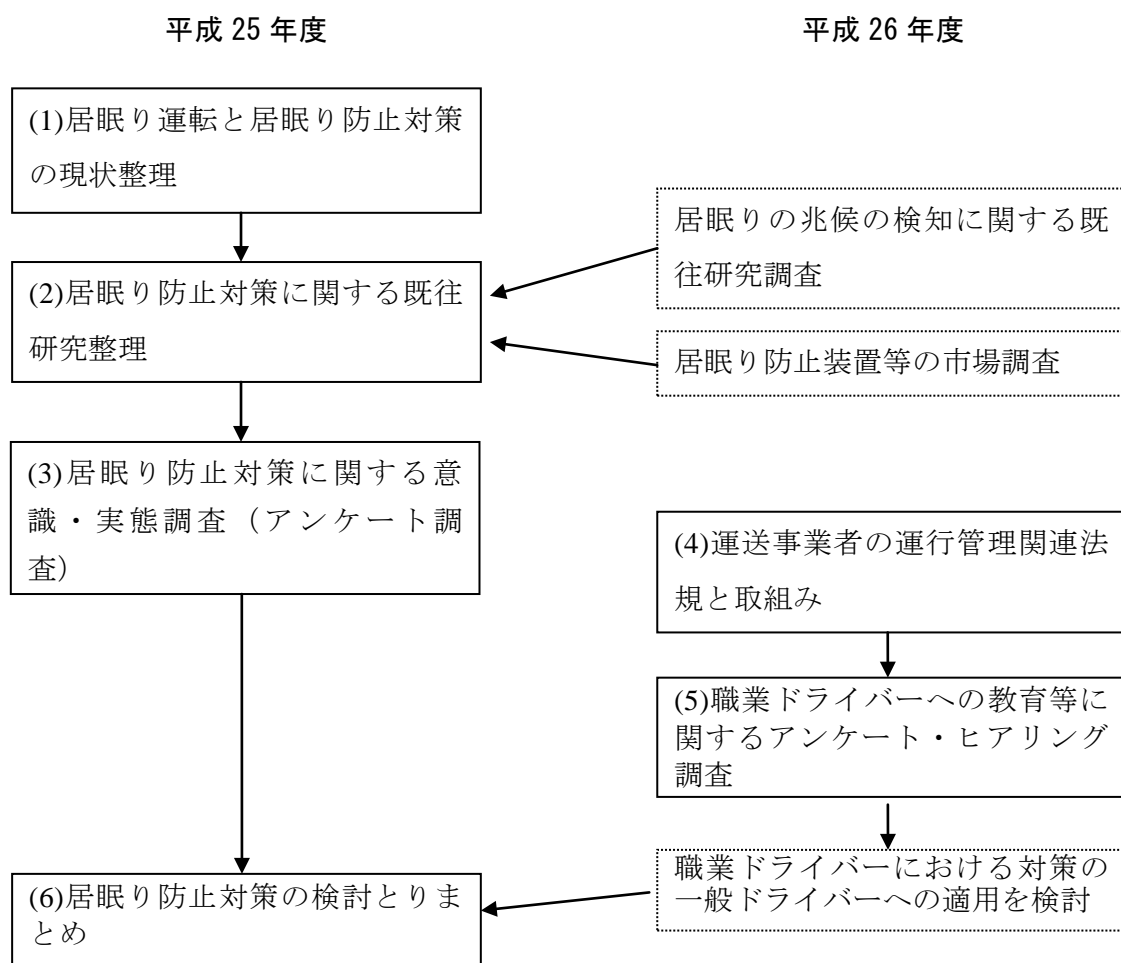 平成 25 年度
平成 26 年度
(1)居眠り運転と居眠り防止対策
の現状整理
居眠りの兆候の検知に関する既
往研究調査
(2)居眠り防止対策に関する既往
研究整理
居眠り防止装置等の市場調査
(3)居眠り防止対策に関する意
識・実態調査（アンケート調
査）
(4)運送事業者の運行管理関連法
規と取組み
(5)職業ドライバーへの教育等に
関するアンケート・ヒアリング
調査
職業ドライバーにおける対策の
一般ドライバーへの適用を検討
(6)居眠り防止対策の検討とりま
とめ